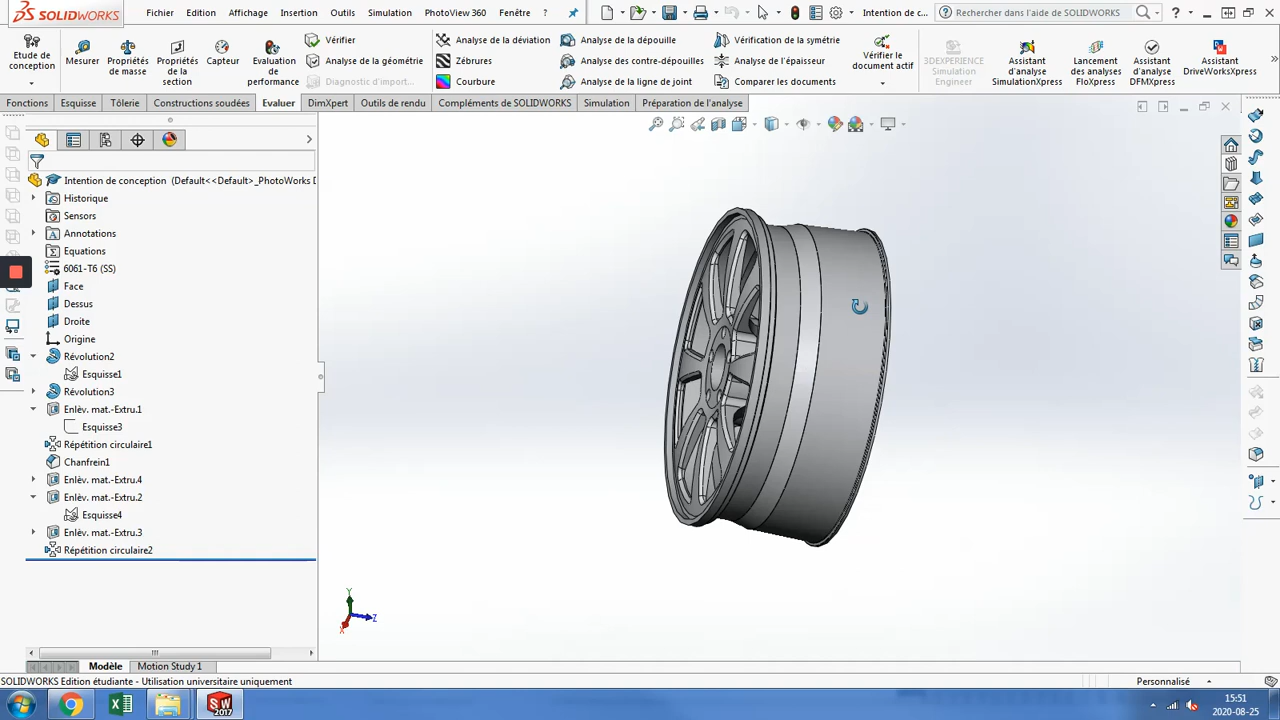 SOLIDWORKS
Fichier Edition Affichage Insertion Outils Simulation PhotoView 360 Fenêtre ?
Intention de c...
Rechercher dans l'aide de SOLIDWORKS
?
Etude de conception
Mesurer
Propriétés de masse
Propriétés de la section
Capteur
Evaluation de performance
Vérifier
Analyse de la géométrie
Diagnostic d'import...
Analyse de la déviation
Zébrures
Courbure
Analyse de la dépouille
Analyse des contre-dépouilles
Analyse de la ligne de joint
Vérification de la symétrie
Analyse de l'épaisseur
Comparer les documents
Vérifier le document actif
3DEXPERIENCE Simulation Engineer
Assistant d'analyse SimulationXpress
Lancement des analyses FloXpress
Assistant d'analyse DFMXpress
Assistant DriveWorksXpress
Fonctions Esquisse Tôlerie Constructions soudées Evaluer DimXpert Outils de rendu Compléments de SOLIDWORKS Simulation Préparation de l'analyse
Intention de conception (Default<<Default>_PhotoWorks D
Historique
Sensors
Annotations
Equations
6061-T6 (SS)
Face
Dessus
Droite
Origine
Révolution2
Esquisse1
Révolution3
Enlèv. mat.-Extru.1
Esquisse3
Répétition circulaire1
Chanfrein1
Enlèv. mat.-Extru.4
Enlèv. mat.-Extru.2
Esquisse4
Enlèv. mat.-Extru.3
Répétition circulaire2
Y
Z
X
Modèle Motion Study 1
SOLIDWORKS Edition étudiante - Utilisation universitaire uniquement
Personnalisé
SW 2017
15:51
2020-08-25